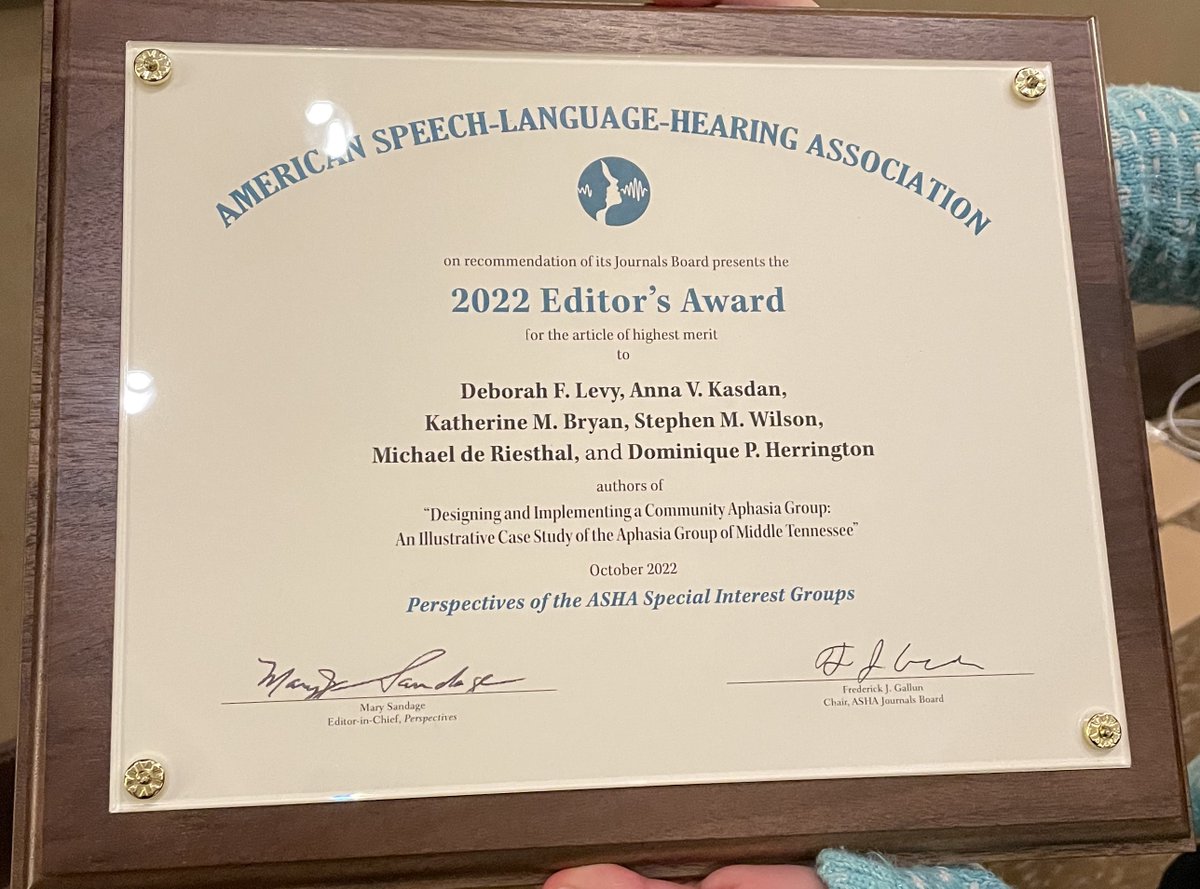 AMERICAN SPEECH-LANGUAGE-HEARING ASSOCIATION
on recommendation of its Journals Board presents the
2022 Editor's Award
for the article of highest merit
to
Deborah F. Levy, Anna V. Kasdan,
Katherine M. Bryan, Stephen M. Wilson,
Michael de Riesthal, and Dominique P. Herrington
authors of
“Designing and Implementing a Community Aphasia Group:
An Illustrative Case Study of the Aphasia Group of Middle Tennessee”
October 2022
Perspectives of the ASHA Special Interest Groups
Mary Sandage
Mary Sandage
Editor-in-Chief, Perspectives
Frederick J. Gallun
Chair, ASHA Journals Board